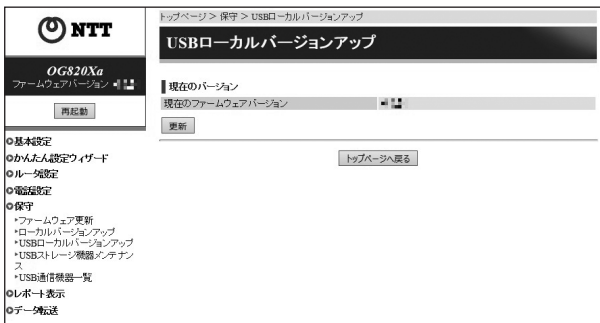 NTT
OG820Xa
ファームウェアバージョン
再起動
基本設定
かんたん設定ウィザード
ルータ設定
電話設定
保守
ファームウェア更新
ローカルバージョンアップ
USBローカルバージョンアップ
USBストレージ機器メンテナン
ス
USB通信機器一覧
レポート表示
データ転送
トップページ > 保守 > USBローカルバージョンアップ
USBローカルバージョンアップ
現在のバージョン
現在のファームウェアバージョン
更新
トップページへ戻る